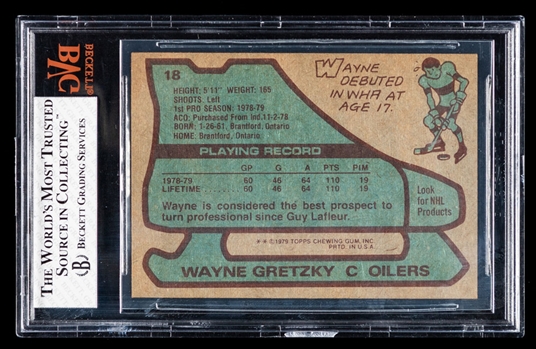 BECKETT
BVG
THE WORLD'S MOST TRUSTED
SOURCE IN COLLECTING™
(B) BECKETT GRADING SERVICES
18
HEIGHT: 5'11" WEIGHT: 165
SHOOTS: Left
1st PRO SEASON: 1978-79
ACQ: Purchased From Ind. 11-2-78
BORN: 1-26-61, Brantford, Ontario
HOME: Brantford, Ontario
WAYNE
DEBUTED
IN WHA AT
AGE 17.
PLAYING RECORD
GP G A PTS PIM
1978-79 60 46 64 110 19
LIFETIME 60 46 64 110 19
Wayne is considered the best prospect to
turn professional since Guy Lafleur.
Look
for NHL
Products
* * © 1979 TOPPS CHEWING GUM, INC.
PRTD. IN U.S.A.
WAYNE GRETZKY C OILERS